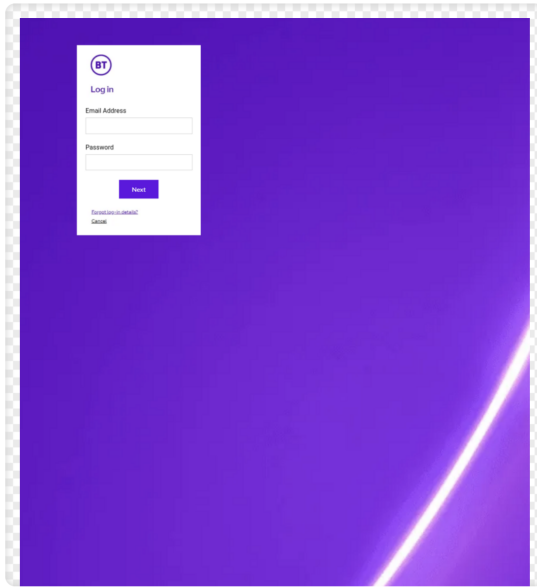 BT
Log in
Email Address
Password
Next
Forgot log-in details?
Cancel